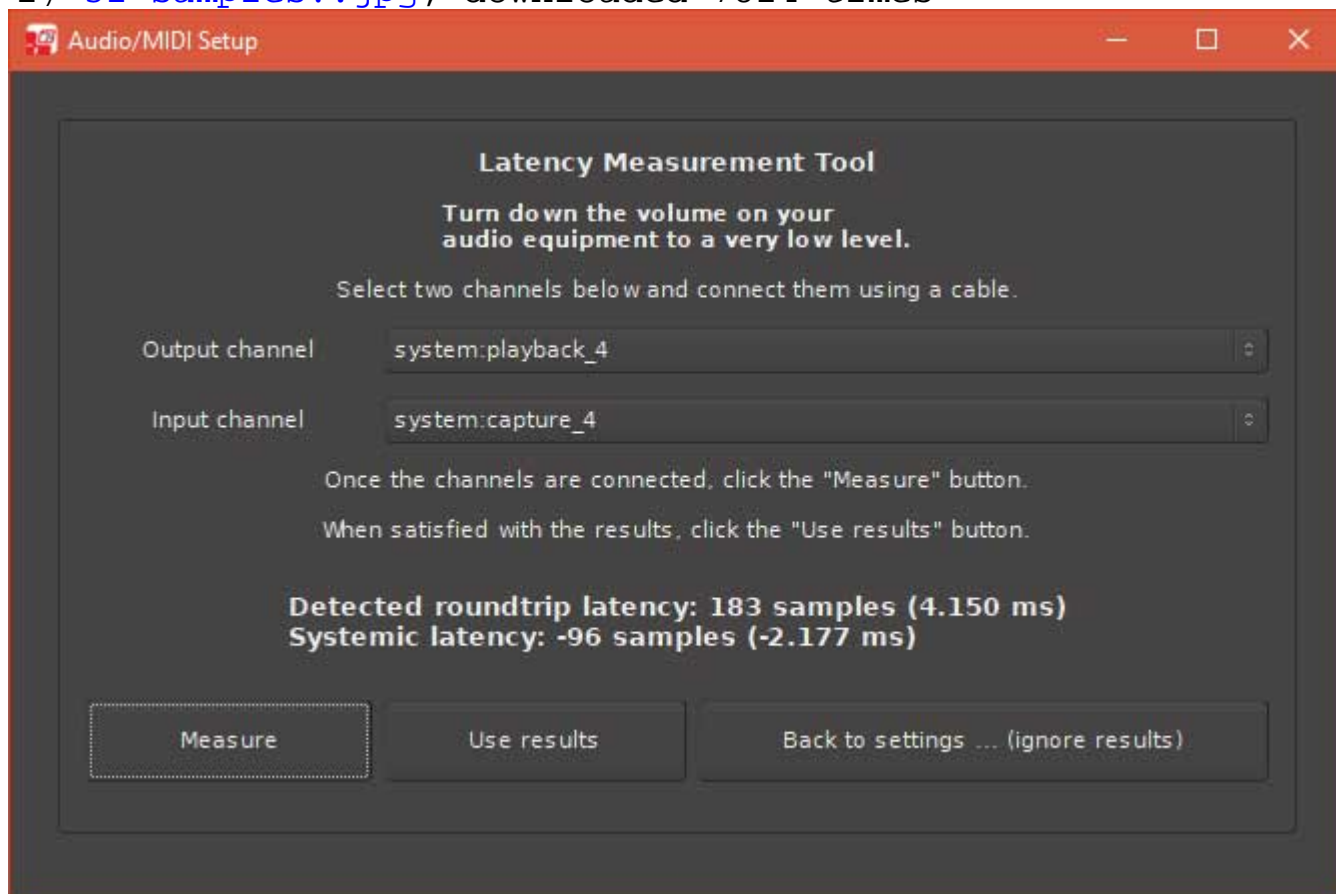 Audio/MIDI Setup
Latency Measurement Tool
Turn down the volume on your
audio equipment to a very low level.
Select two channels below and connect them using a cable.
Output channel system:playback_4
Input channel system:capture_4
Once the channels are connected, click the "Measure" button.
When satisfied with the results, click the "Use results" button.
Detected roundtrip latency: 183 samples (4.150 ms)
Systemic latency: -96 samples (-2.177 ms)
Measure Use results Back to settings ... (ignore results)